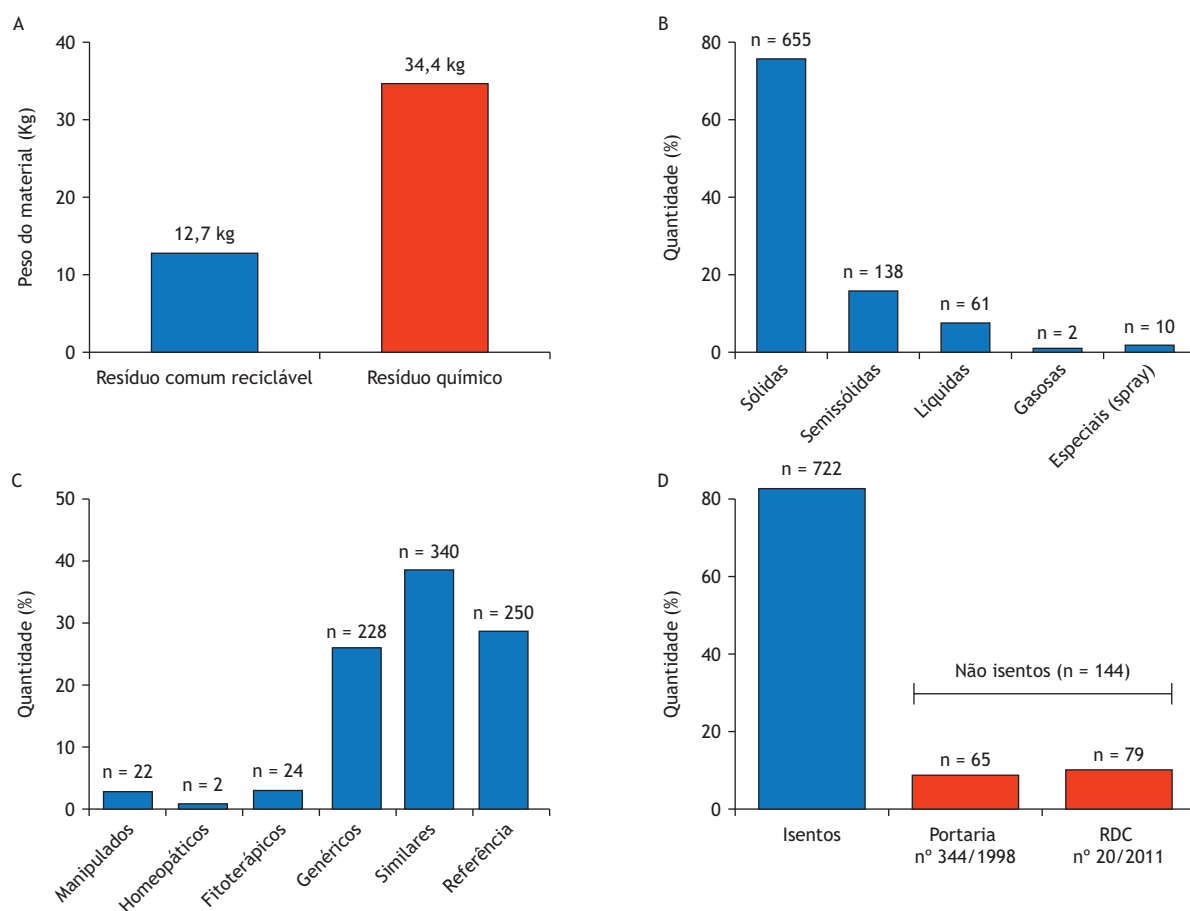 A
Peso do material (Kg)
40
30
20
10
0
12,7 kg
34,4 kg
Resíduo comum reciclável
Resíduo químico
B
Quantidade (%)
80
60
40
20
0
n = 655
n = 138
n = 61
n = 2
n = 10
Sólidas
Semissólidas
Líquidas
Gasosas
Especiais (spray)
C
Quantidade (%)
50
40
30
20
10
0
n = 22
n = 2
n = 24
n = 228
n = 340
n = 250
Manipulados
Homeopáticos
Fitoterápicos
Genéricos
Similares
Referência
D
Quantidade (%)
80
60
40
20
0
n = 722
Não isentos (n = 144)
n = 65
n = 79
Isentos
Portaria
nº 344/1998
RDC
nº 20/2011